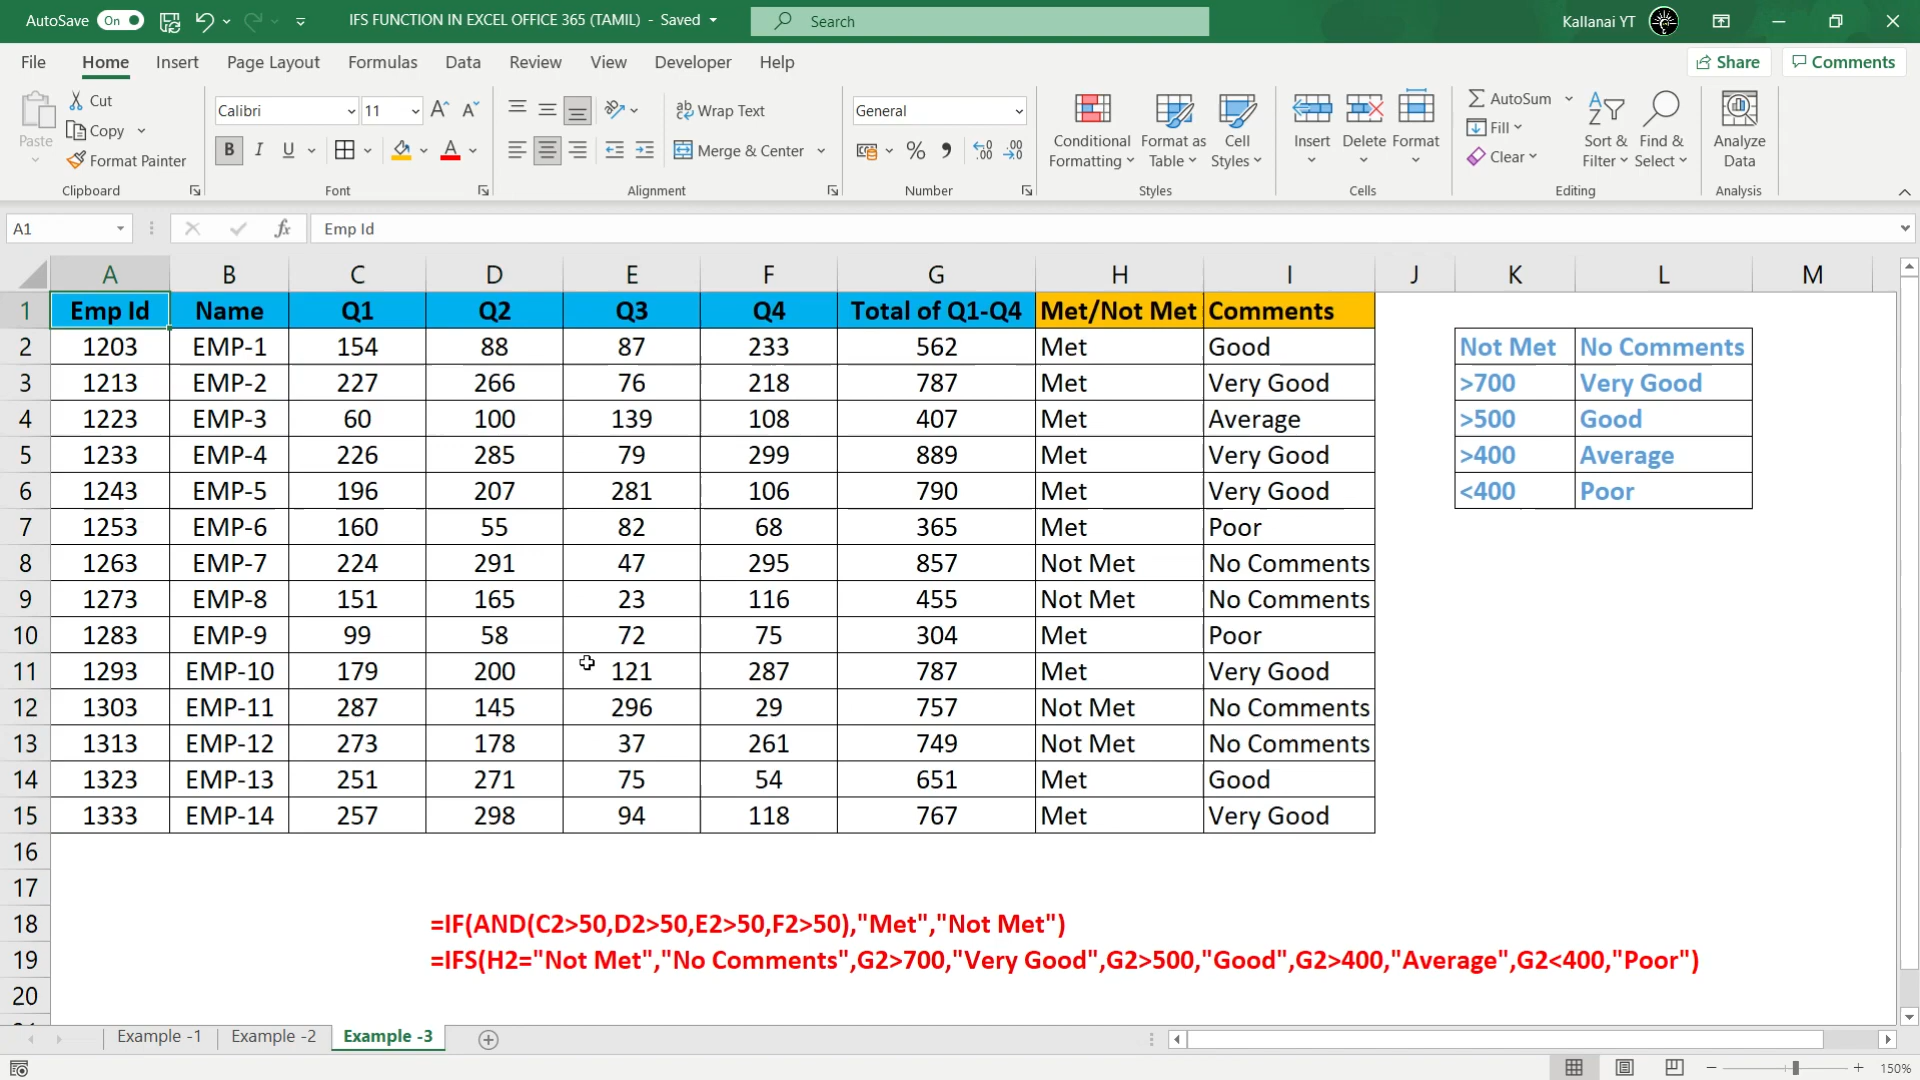 AutoSave On IFS FUNCTION IN EXCEL OFFICE 365 (TAMIL) - Saved Search Kallanai YT
File Home Insert Page Layout Formulas Data Review View Developer Help Share Comments
Paste Cut Copy Format Painter Clipboard
Calibri 11 B I U A Font
Wrap Text Merge & Center Alignment
General % Number
Conditional Formatting Format as Table Cell Styles Styles
Insert Delete Format Cells
AutoSum Fill Clear Sort & Filter Find & Select Editing
Analyze Data Analysis
A1 fx Emp Id
A B C D E F G H I J K L M
1 Emp Id Name Q1 Q2 Q3 Q4 Total of Q1-Q4 Met/Not Met Comments
2 1203 EMP-1 154 88 87 233 562 Met Good Not Met No Comments
3 1213 EMP-2 227 266 76 218 787 Met Very Good >700 Very Good
4 1223 EMP-3 60 100 139 108 407 Met Average >500 Good
5 1233 EMP-4 226 285 79 299 889 Met Very Good >400 Average
6 1243 EMP-5 196 207 281 106 790 Met Very Good <400 Poor
7 1253 EMP-6 160 55 82 68 365 Met Poor
8 1263 EMP-7 224 291 47 295 857 Not Met No Comments
9 1273 EMP-8 151 165 23 116 455 Not Met No Comments
10 1283 EMP-9 99 58 72 75 304 Met Poor
11 1293 EMP-10 179 200 121 287 787 Met Very Good
12 1303 EMP-11 287 145 296 29 757 Not Met No Comments
13 1313 EMP-12 273 178 37 261 749 Not Met No Comments
14 1323 EMP-13 251 271 75 54 651 Met Good
15 1333 EMP-14 257 298 94 118 767 Met Very Good
16
17
18 =IF(AND(C2>50,D2>50,E2>50,F2>50),"Met","Not Met")
19 =IFS(H2="Not Met","No Comments",G2>700,"Very Good",G2>500,"Good",G2>400,"Average",G2<400,"Poor")
20
Example -1 Example -2 Example -3
150%